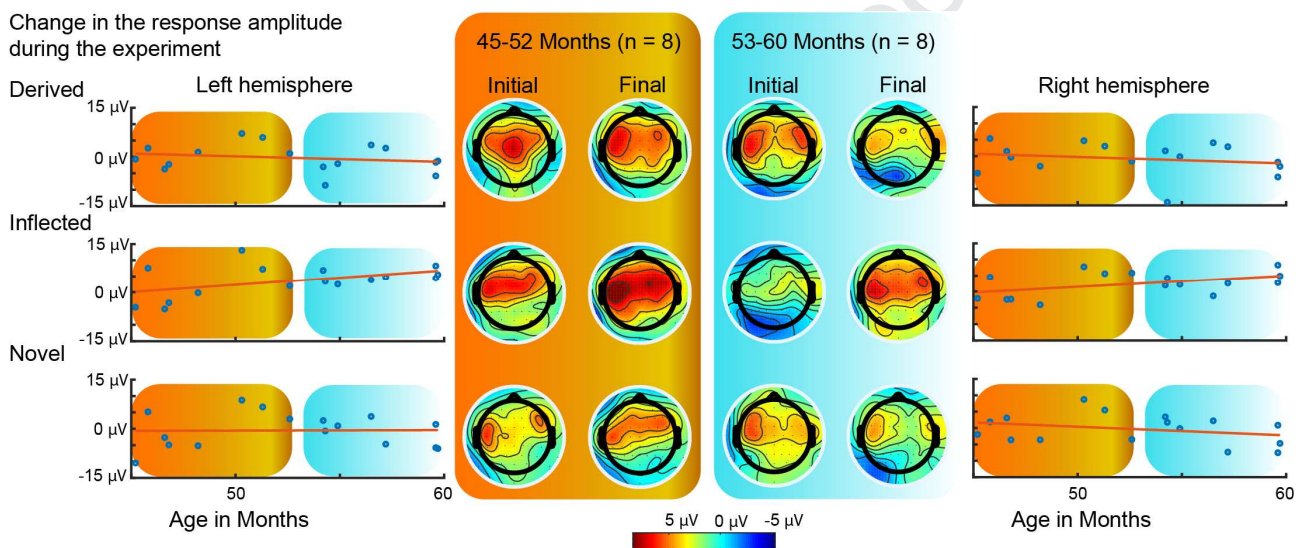 Change in the response amplitude
during the experiment
45-52 Months (n = 8)
53-60 Months (n = 8)
Derived
Left hemisphere
Initial
Final
Initial
Final
Right hemisphere
15 µV
0 µV
-15 µV
Inflected
15 µV
0 µV
-15 µV
Novel
15 µV
0 µV
-15 µV
50
60
50
60
Age in Months
Age in Months
5 µV
0 µV
-5 µV